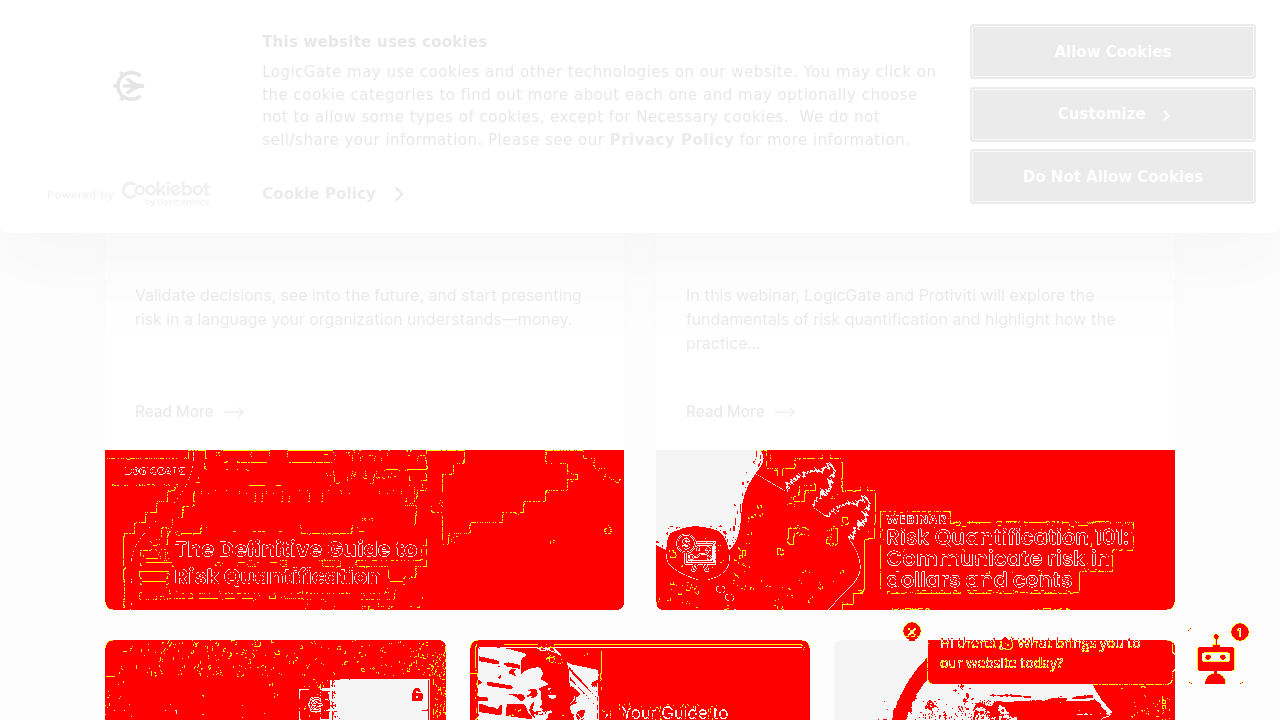 This website uses cookies
LogicGate may use cookies and other technologies on our website. You may click on
the cookie categories to find out more about each one and may optionally choose
not to allow some types of cookies, except for Necessary cookies. We do not
sell/share your information. Please see our Privacy Policy for more information.
Cookie Policy
Allow Cookies
Customize
Do Not Allow Cookies
Powered by Cookiebot
by Usercentrics
Validate decisions, see into the future, and start presenting
risk in a language your organization understands—money.
Read More
In this webinar, LogicGate and Protiviti will explore the
fundamentals of risk quantification and highlight how the
practice...
Read More
LOGICGATE
The Definitive Guide to
Risk Quantification
WEBINAR
Risk Quantification 101:
Communicate risk in
dollars and cents
Hi there! What brings you to
our website today?
1
Your Guide to